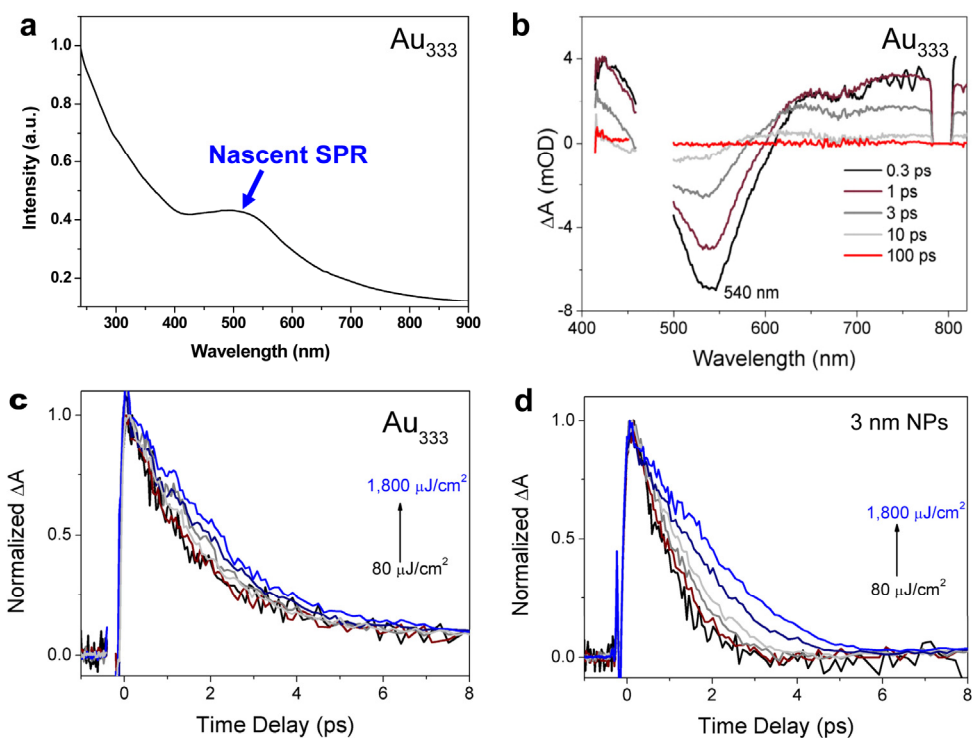 a
Au333
Nascent SPR
Intensity (a.u.)
1.0
0.8
0.6
0.4
0.2
300 400 500 600 700 800 900
Wavelength (nm)
b
Au333
ΔA (mOD)
4
0
-4
-8
0.3 ps
1 ps
3 ps
10 ps
100 ps
540 nm
400 500 600 700 800
Wavelength (nm)
c
Au333
1,800 μJ/cm2
80 μJ/cm2
Normalized ΔA
1.0
0.5
0.0
0 2 4 6 8
Time Delay (ps)
d
3 nm NPs
1,800 μJ/cm2
80 μJ/cm2
Normalized ΔA
1.0
0.5
0.0
0 2 4 6 8
Time Delay (ps)